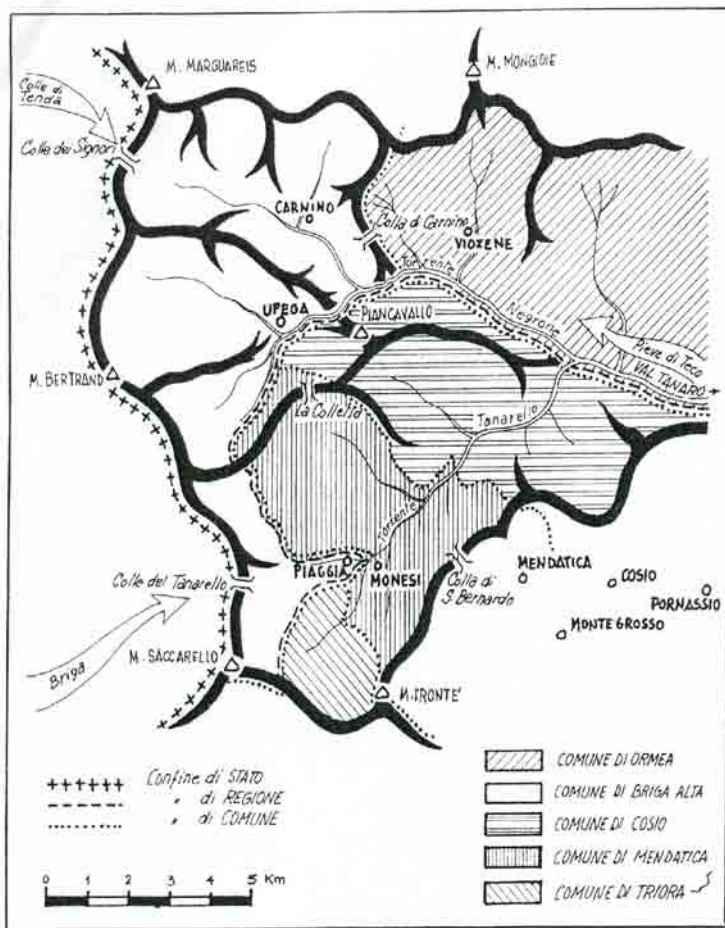 M. MARGUAREIS
M. MONGIOIE
Colle di
Tenda
Colle dei Signori
CARNINO
Colla di Carnino
VIOZENE
Torrente
Negrone
UPEGA
PIANCAVALLO
Pieve di Teco
VAL TANARO
M. BERTRAND
La Colletta
Tanarello
Torrente
PIAGGIA
MONESI
Colle del Tanarello
Colla di
S. Bernardo
MENDATICA
COSIO
PORNASSIO
MONTEGROSSO
M. SACCARELLO
Briga
M. FRONTE'
Confine di STATO
" di REGIONE
" di COMUNE
0 1 2 3 4 5 Km
COMUNE DI ORMEA
COMUNE DI BRIGA ALTA
COMUNE DI COSIO
COMUNE DI MENDATICA
COMUNE DI TRIORA